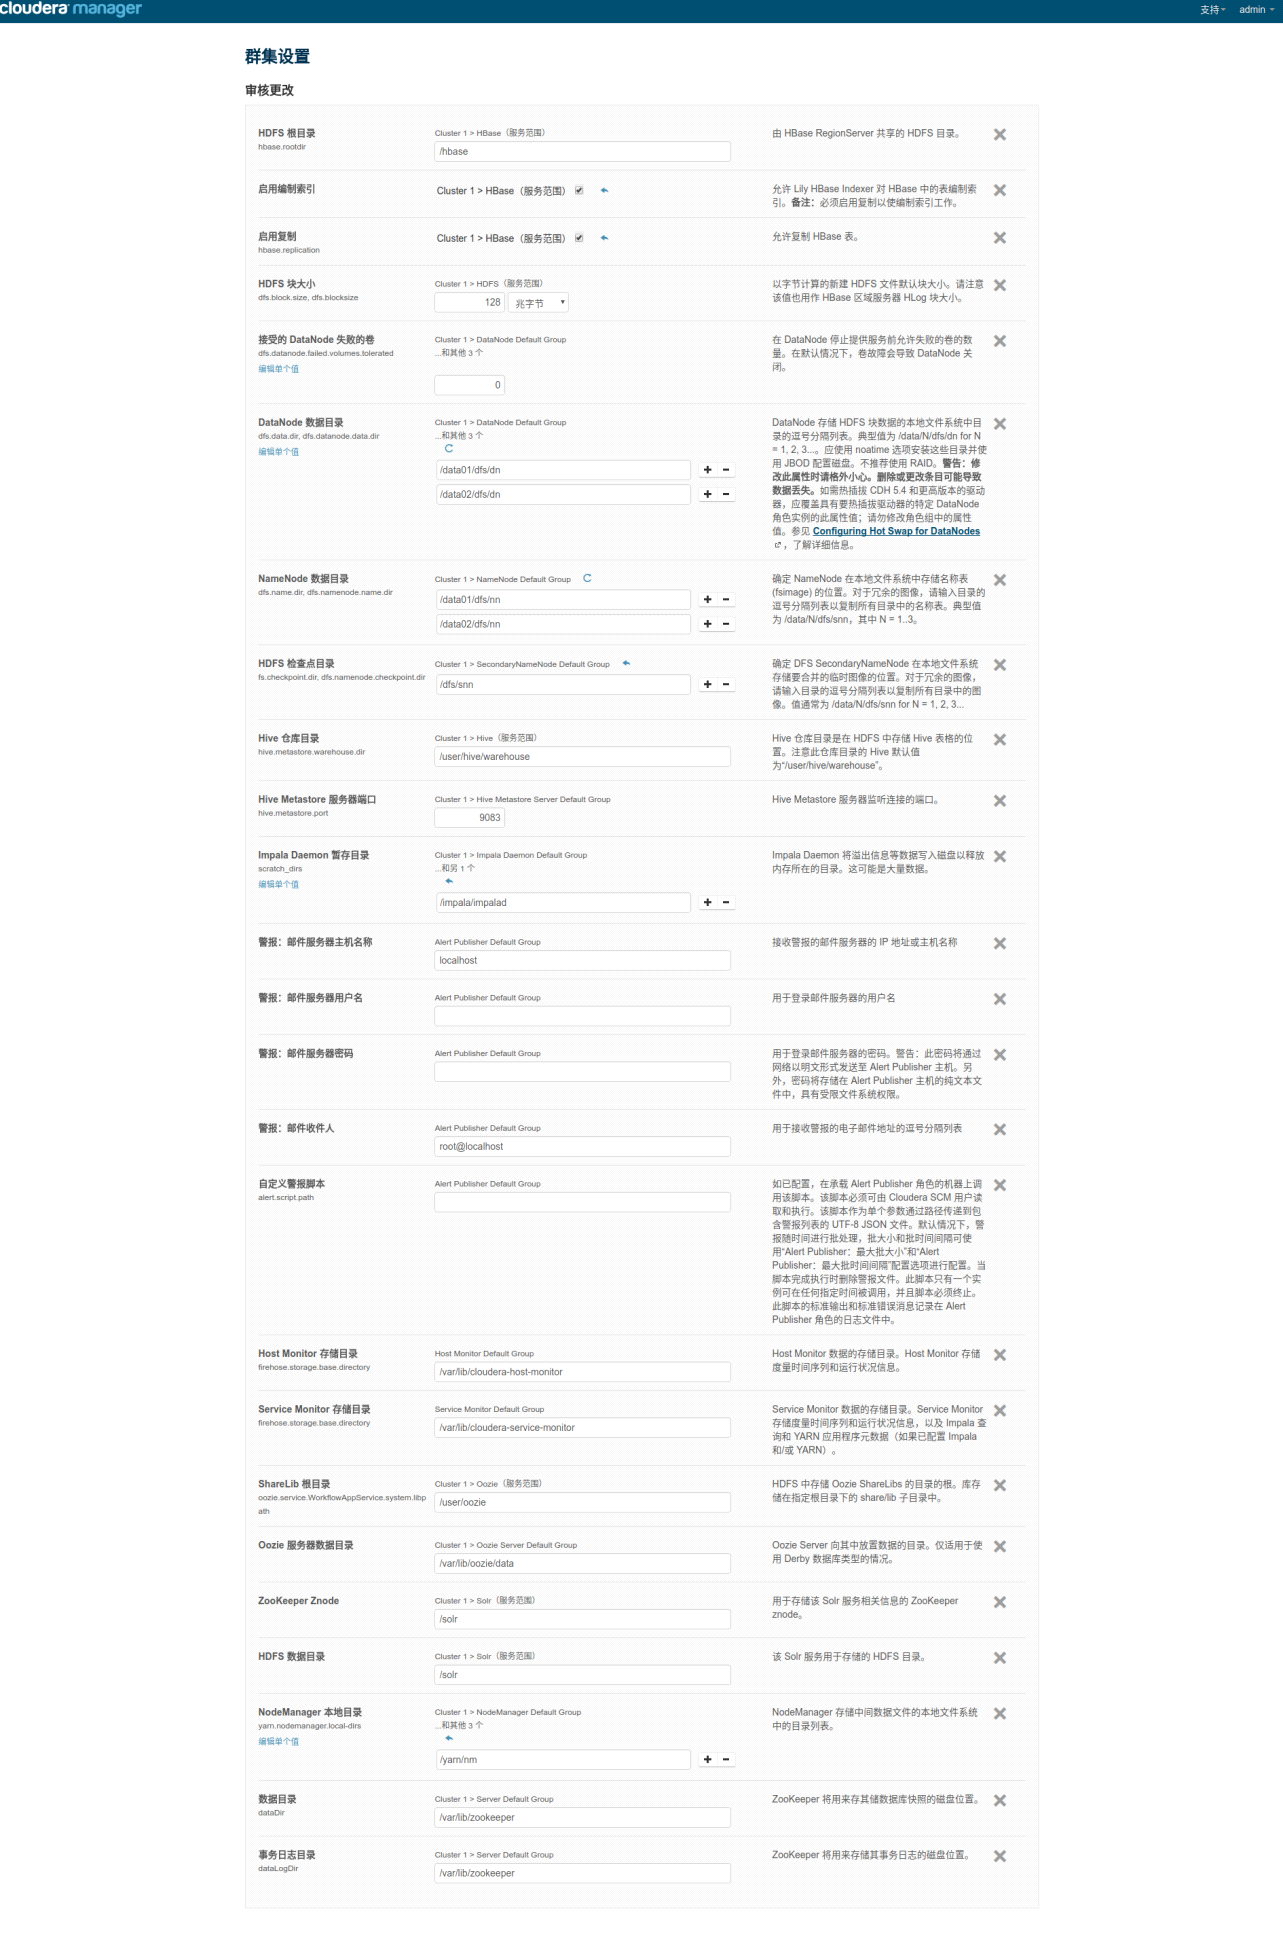 cloudera manager
支持
admin
群集设置
审核更改
HDFS 根目录
hbase.rootdir
Cluster 1 > HBase（服务范围）
/hbase
由 HBase RegionServer 共享的 HDFS 目录。
启用编制索引
Cluster 1 > HBase（服务范围）
允许 Lily HBase Indexer 对 HBase 中的表编制索
引。备注：必须启用复制以使编制索引工作。
启用复制
hbase.replication
Cluster 1 > HBase（服务范围）
允许复制 HBase 表。
HDFS 块大小
dfs.block.size, dfs.blocksize
Cluster 1 > HDFS（服务范围）
128
兆字节
以字节计算的新建 HDFS 文件默认块大小。请注意
该值也用作 HBase 区域服务器 HLog 块大小。
接受的 DataNode 失败的卷
dfs.datanode.failed.volumes.tolerated
编辑单个值
Cluster 1 > DataNode Default Group
...和其他 3 个
0
在 DataNode 停止提供服务前允许失败的卷的数
量。在默认情况下，卷故障会导致 DataNode 关
闭。
DataNode 数据目录
dfs.data.dir, dfs.datanode.data.dir
编辑单个值
Cluster 1 > DataNode Default Group
...和其他 3 个
/data01/dfs/dn
/data02/dfs/dn
DataNode 存储 HDFS 块数据的本地文件系统中目
录的逗号分隔列表。典型值为 /data/N/dfs/dn for N
= 1, 2, 3...。应使用 noatime 选项安装这些目录并使
用 JBOD 配置磁盘。不推荐使用 RAID。警告：修
改此属性时请格外小心。删除或更改条目可能导致
数据丢失。如需热插拔 CDH 5.4 和更高版本的驱动
器，应覆盖具有要热插拔驱动器的特定 DataNode
角色实例的此属性值；请勿修改角色组中的属性
值。参见 Configuring Hot Swap for DataNodes
，了解详细信息。
NameNode 数据目录
dfs.name.dir, dfs.namenode.name.dir
Cluster 1 > NameNode Default Group
/data01/dfs/nn
/data02/dfs/nn
确定 NameNode 在本地文件系统中存储名称表
(fsimage) 的位置。对于冗余的图像，请输入目录的
逗号分隔列表以复制所有目录中的名称表。典型值
为 /data/N/dfs/snn，其中 N = 1..3。
HDFS 检查点目录
fs.checkpoint.dir, dfs.namenode.checkpoint.dir
Cluster 1 > SecondaryNameNode Default Group
/dfs/snn
确定 DFS SecondaryNameNode 在本地文件系统
存储要合并的临时图像的位置。对于冗余的图像，
请输入目录的逗号分隔列表以复制所有目录中的图
像。值通常为 /data/N/dfs/snn for N = 1, 2, 3...
Hive 仓库目录
hive.metastore.warehouse.dir
Cluster 1 > Hive（服务范围）
/user/hive/warehouse
Hive 仓库目录是在 HDFS 中存储 Hive 表格的位
置。注意此仓库目录的 Hive 默认值
为“/user/hive/warehouse”。
Hive Metastore 服务器端口
hive.metastore.port
Cluster 1 > Hive Metastore Server Default Group
9083
Hive Metastore 服务器监听连接的端口。
Impala Daemon 暂存目录
scratch_dirs
编辑单个值
Cluster 1 > Impala Daemon Default Group
...和另 1 个
/impala/impalad
Impala Daemon 将溢出信息等数据写入磁盘以释放
内存所在的目录。这可能是大量数据。
警报：邮件服务器主机名称
Alert Publisher Default Group
localhost
接收警报的邮件服务器的 IP 地址或主机名称
警报：邮件服务器用户名
Alert Publisher Default Group
用于登录邮件服务器的用户名
警报：邮件服务器密码
Alert Publisher Default Group
用于登录邮件服务器的密码。警告：此密码将通过
网络以明文形式发送至 Alert Publisher 主机。另
外，密码将存储在 Alert Publisher 主机的纯文本文
件中，具有受限文件系统权限。
警报：邮件收件人
Alert Publisher Default Group
root@localhost
用于接收警报的电子邮件地址的逗号分隔列表
自定义警报脚本
alert.script.path
Alert Publisher Default Group
如已配置，在承载 Alert Publisher 角色的机器上调
用该脚本。该脚本必须可由 Cloudera SCM 用户读
取和执行。该脚本作为单个参数通过路径传递到包
含警报列表的 UTF-8 JSON 文件。默认情况下，警
报随时间进行批处理，批大小和批时间间隔可使
用“Alert Publisher：最大批大小”和“Alert
Publisher：最大批时间间隔”配置选项进行配置。当
脚本完成执行时删除警报文件。此脚本只有一个实
例可在任何指定时间被调用，并且脚本必须终止。
此脚本的标准输出和标准错误消息记录在 Alert
Publisher 角色的日志文件中。
Host Monitor 存储目录
firehose.storage.base.directory
Host Monitor Default Group
/var/lib/cloudera-host-monitor
Host Monitor 数据的存储目录。Host Monitor 存储
度量时间序列和运行状况信息。
Service Monitor 存储目录
firehose.storage.base.directory
Service Monitor Default Group
/var/lib/cloudera-service-monitor
Service Monitor 数据的存储目录。Service Monitor
存储度量时间序列和运行状况信息，以及 Impala 查
询和 YARN 应用程序元数据（如果已配置 Impala
和/或 YARN）。
ShareLib 根目录
oozie.service.WorkflowAppService.system.libp
ath
Cluster 1 > Oozie（服务范围）
/user/oozie
HDFS 中存储 Oozie ShareLibs 的目录的根。库存
储在指定根目录下的 share/lib 子目录中。
Oozie 服务器数据目录
Cluster 1 > Oozie Server Default Group
/var/lib/oozie/data
Oozie Server 向其中放置数据的目录。仅适用于使
用 Derby 数据库类型的情况。
ZooKeeper Znode
Cluster 1 > Solr（服务范围）
/solr
用于存储该 Solr 服务相关信息的 ZooKeeper
znode。
HDFS 数据目录
Cluster 1 > Solr（服务范围）
/solr
该 Solr 服务用于存储的 HDFS 目录。
NodeManager 本地目录
yarn.nodemanager.local-dirs
编辑单个值
Cluster 1 > NodeManager Default Group
...和其他 3 个
/yarn/nm
NodeManager 存储中间数据文件的本地文件系统
中的目录列表。
数据目录
dataDir
Cluster 1 > Server Default Group
/var/lib/zookeeper
ZooKeeper 将用来存其储数据库快照的磁盘位置。
事务日志目录
dataLogDir
Cluster 1 > Server Default Group
/var/lib/zookeeper
ZooKeeper 将用来存储其事务日志的磁盘位置。